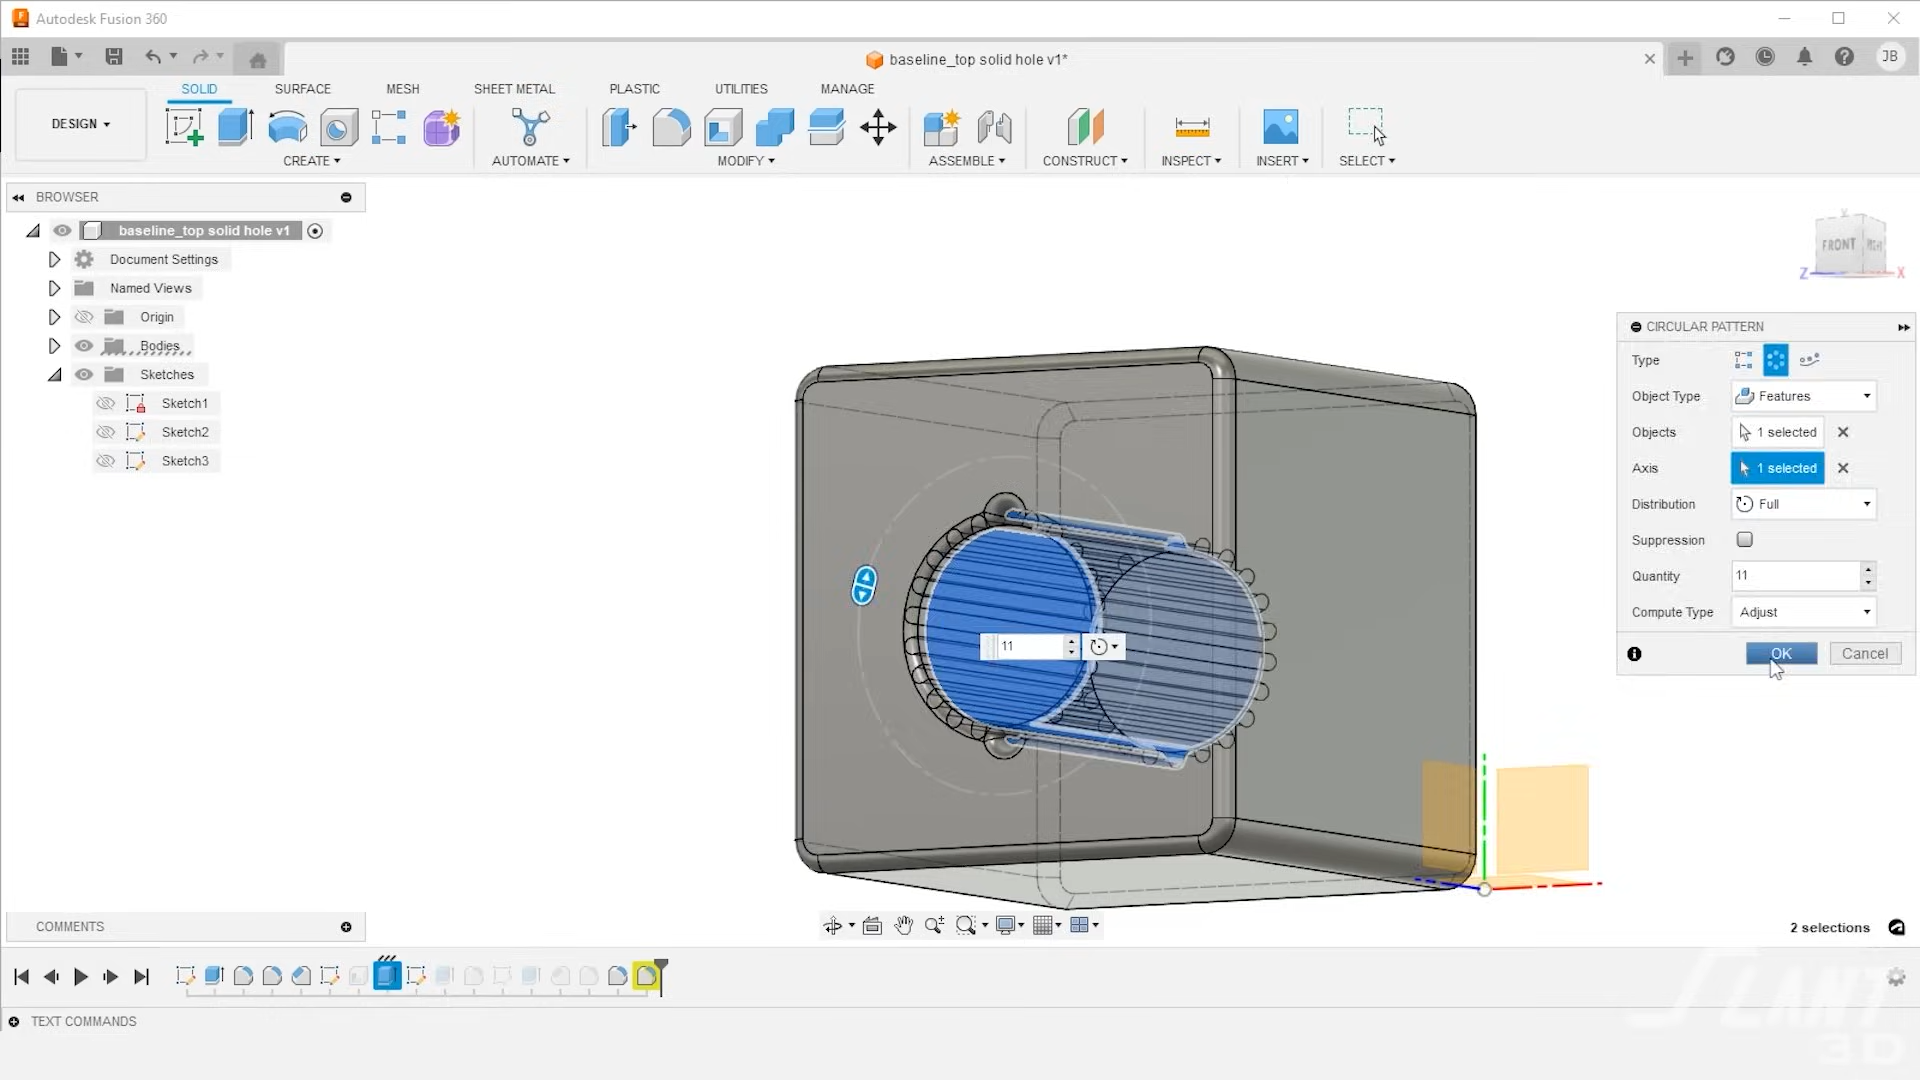 Autodesk Fusion 360
baseline_top solid hole v1*
JB
SOLID SURFACE MESH SHEET METAL PLASTIC UTILITIES MANAGE
DESIGN
CREATE AUTOMATE MODIFY ASSEMBLE CONSTRUCT INSPECT INSERT SELECT
BROWSER
baseline_top solid hole v1
Document Settings
Named Views
Origin
Bodies
Sketches
Sketch1
Sketch2
Sketch3
FRONT RIGHT
Z X
CIRCULAR PATTERN
Type
Object Type Features
Objects 1 selected
Axis 1 selected
Distribution Full
Suppression
Quantity 11
Compute Type Adjust
OK Cancel
11
COMMENTS
2 selections
TEXT COMMANDS
SLANT
3D